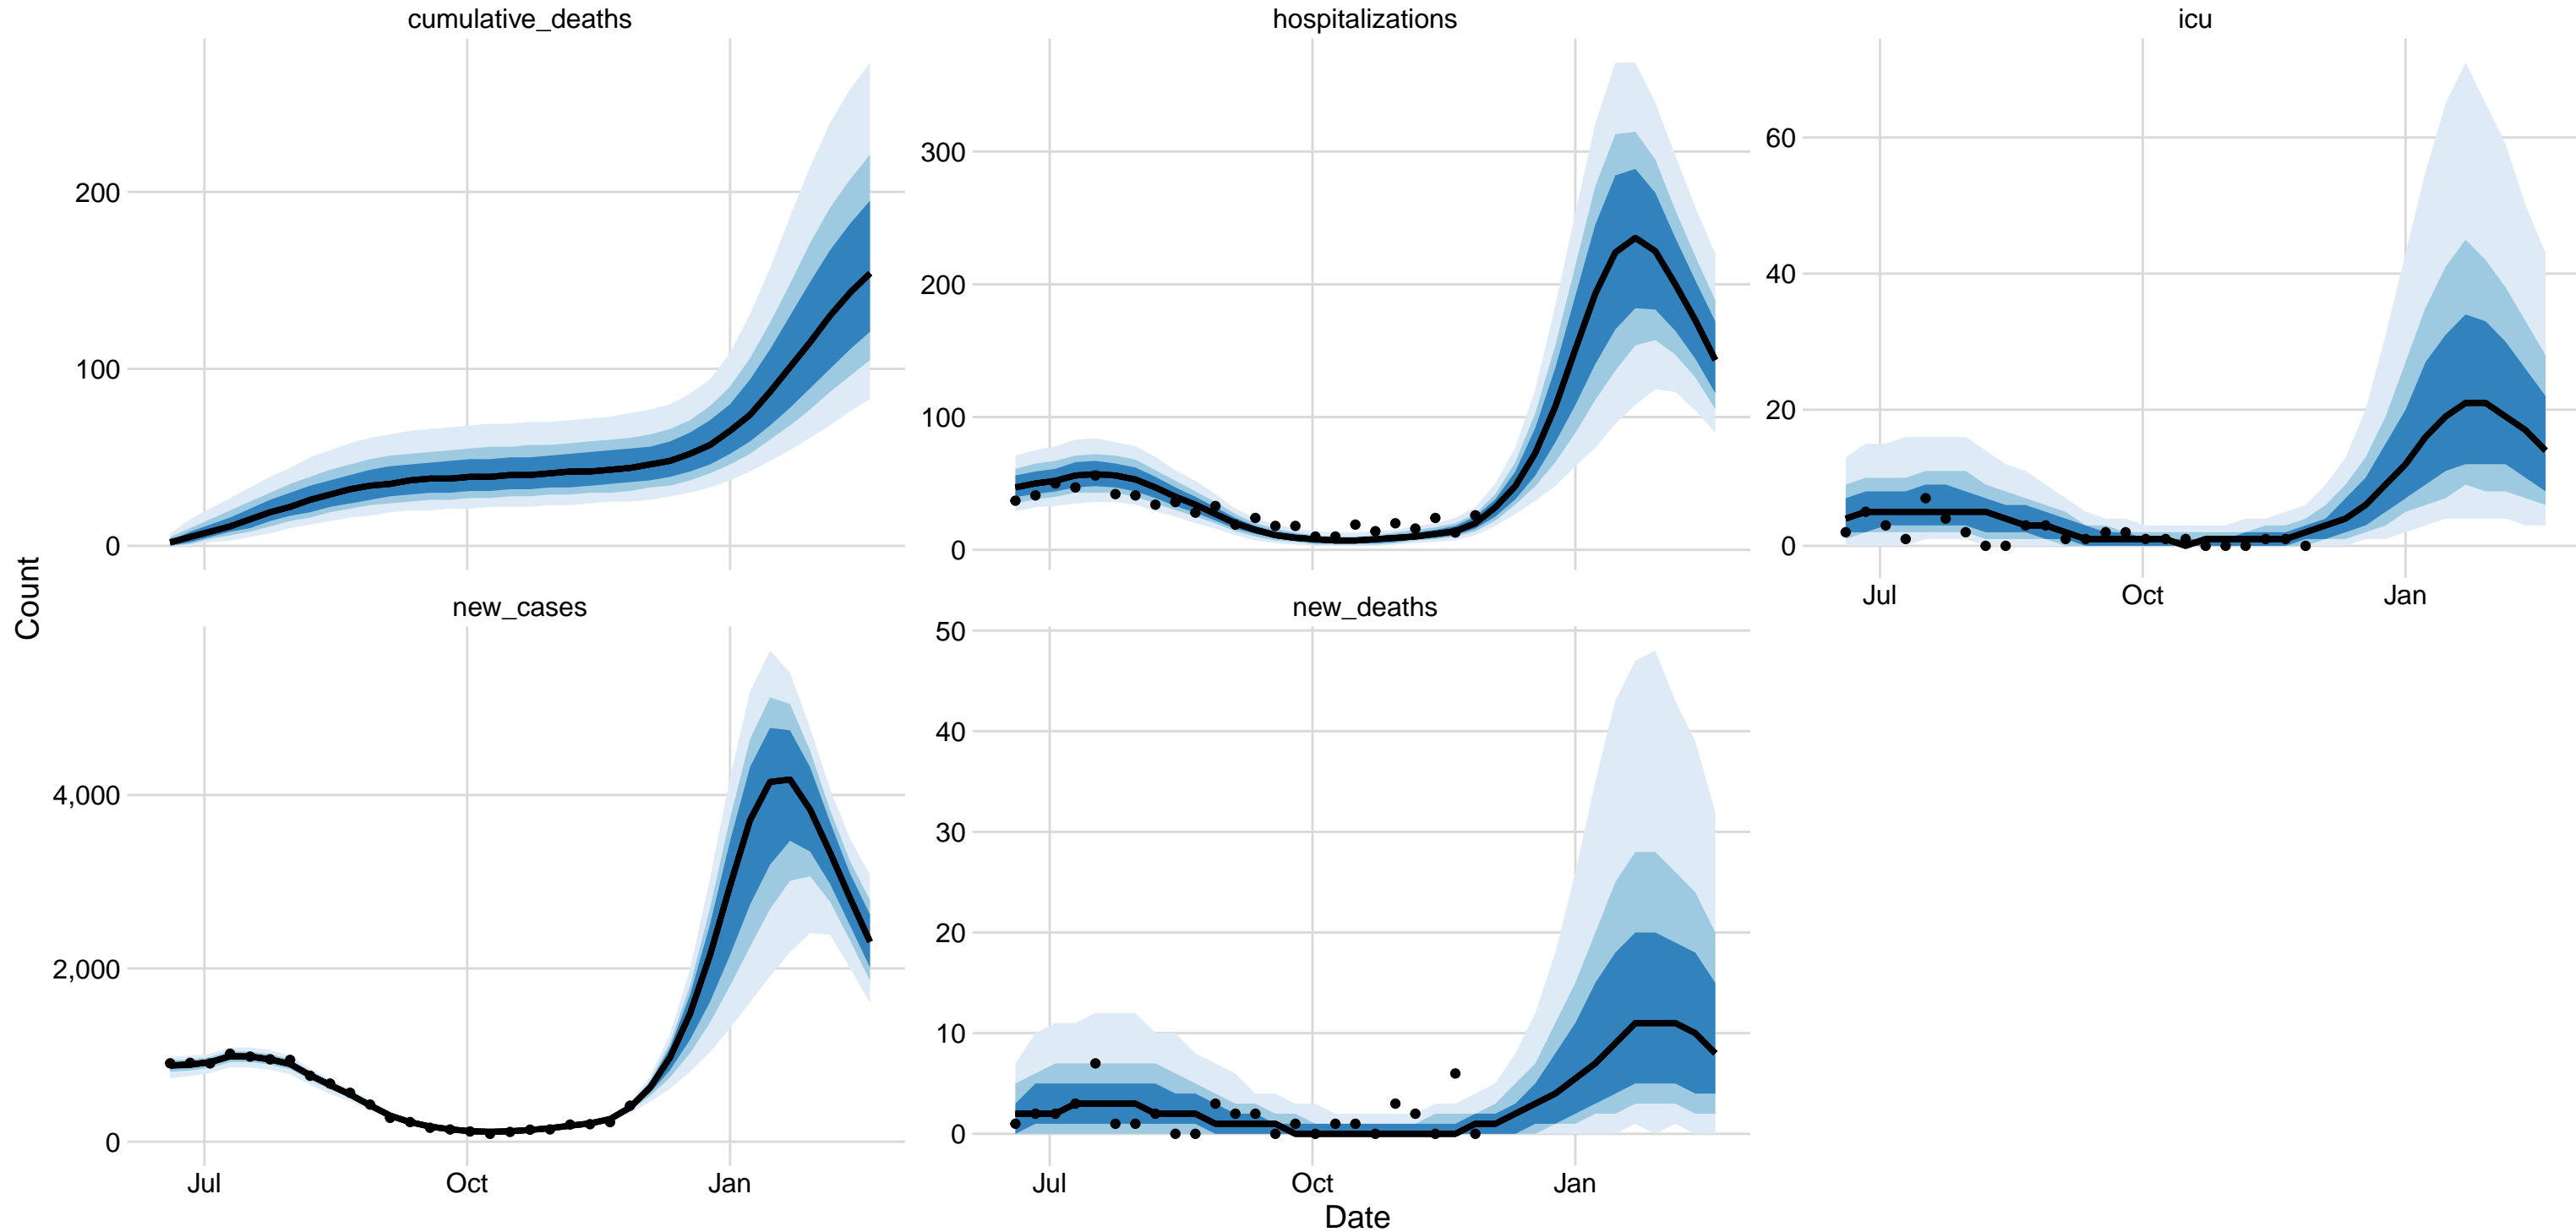 cumulative_deaths
hospitalizations
icu
200
100
0
300
200
100
0
60
40
20
0
Jul
Oct
Jan
Count
new_cases
new_deaths
4,000
2,000
0
50
40
30
20
10
0
Jul
Oct
Jan
Jul
Oct
Jan
Date